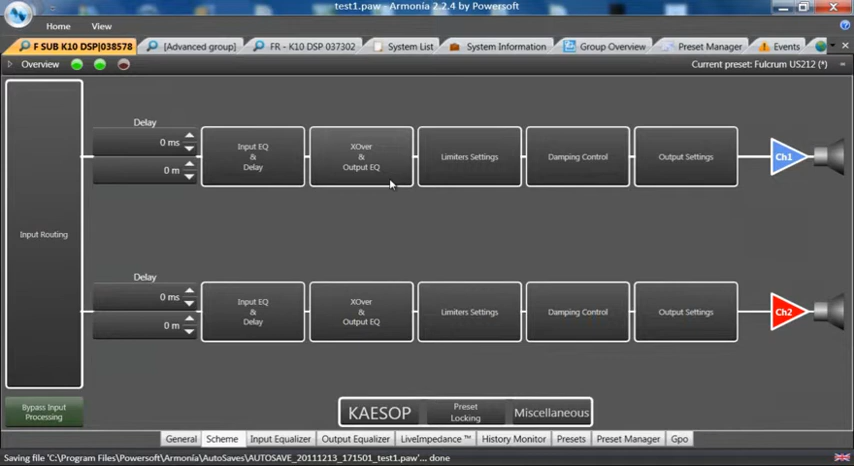 test1.paw - Armonía 2.2.4 by Powersoft
Home View
F SUB K10 DSP|038578 [Advanced group] FR - K10 DSP 037302 System List System Information Group Overview Preset Manager Events
Overview Current preset: Fulcrum US212 (*)
Delay
0 ms
0 m
Input EQ
&
Delay
XOver
&
Output EQ
Limiters Settings
Damping Control
Output Settings
Ch1
Input Routing
Delay
0 ms
0 m
Input EQ
&
Delay
XOver
&
Output EQ
Limiters Settings
Damping Control
Output Settings
Ch2
Bypass Input
Processing
KAESOP
Preset
Locking
Miscellaneous
General Scheme Input Equalizer Output Equalizer LiveImpedance ™ History Monitor Presets Preset Manager Gpo
Saving file 'C:\Program Files\Powersoft\Armonía\AutoSaves\AUTOSAVE_20111213_171501_test1.paw'... done